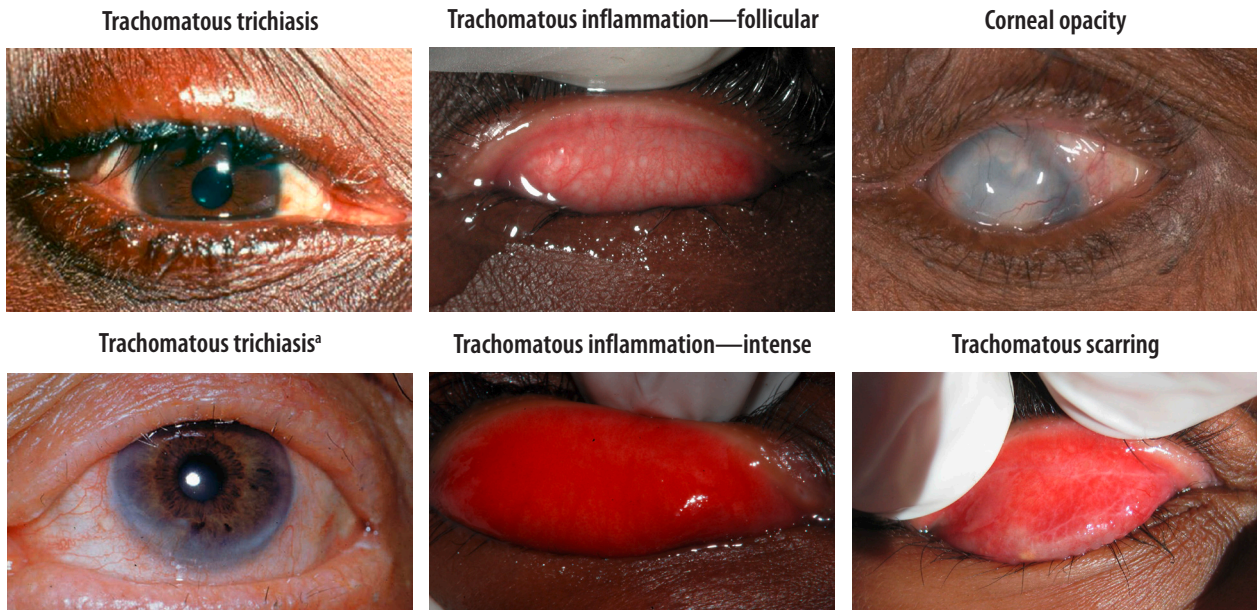 Trachomatous trichiasis
Trachomatous inflammation—follicular
Corneal opacity
Trachomatous trichiasisᵃ
Trachomatous inflammation—intense
Trachomatous scarring